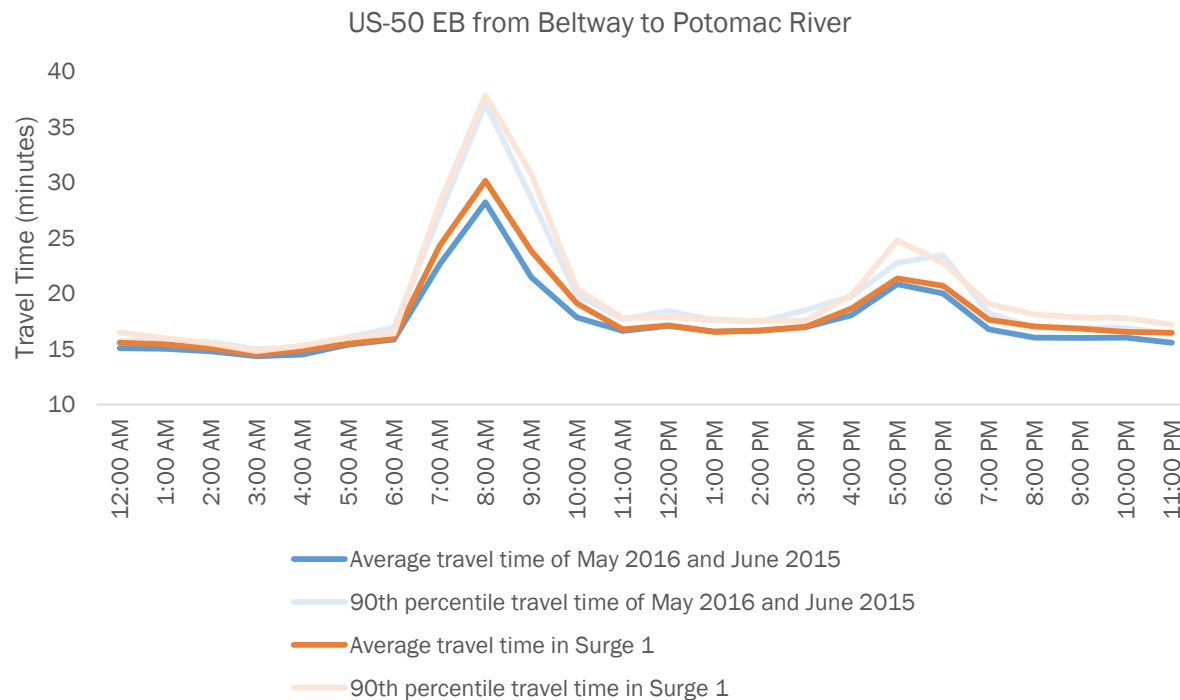 US-50 EB from Beltway to Potomac River
40
35
30
25
20
15
10
Travel Time (minutes)
12:00 AM
1:00 AM
2:00 AM
3:00 AM
4:00 AM
5:00 AM
6:00 AM
7:00 AM
8:00 AM
9:00 AM
10:00 AM
11:00 AM
12:00 PM
1:00 PM
2:00 PM
3:00 PM
4:00 PM
5:00 PM
6:00 PM
7:00 PM
8:00 PM
9:00 PM
10:00 PM
11:00 PM
Average travel time of May 2016 and June 2015
90th percentile travel time of May 2016 and June 2015
Average travel time in Surge 1
90th percentile travel time in Surge 1